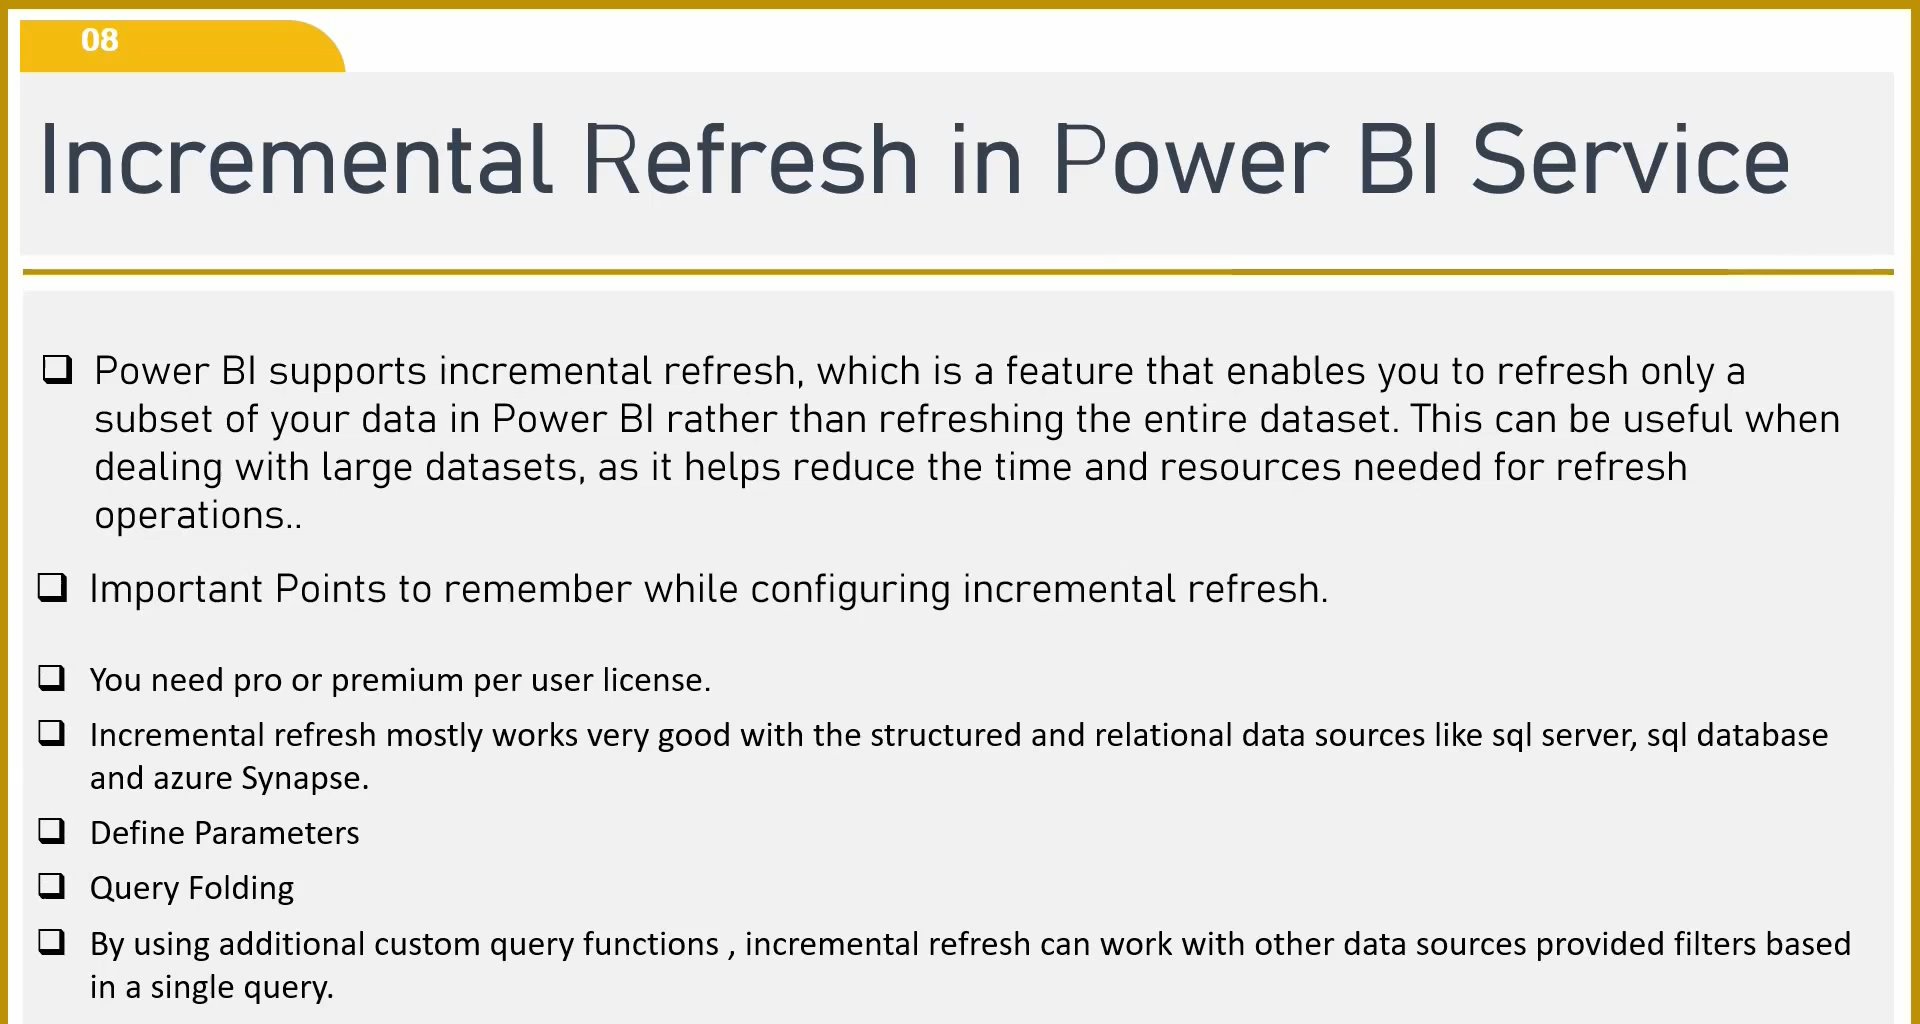 08
Incremental Refresh in Power BI Service
Power BI supports incremental refresh, which is a feature that enables you to refresh only a
subset of your data in Power BI rather than refreshing the entire dataset. This can be useful when
dealing with large datasets, as it helps reduce the time and resources needed for refresh
operations..
Important Points to remember while configuring incremental refresh.
You need pro or premium per user license.
Incremental refresh mostly works very good with the structured and relational data sources like sql server, sql database
and azure Synapse.
Define Parameters
Query Folding
By using additional custom query functions , incremental refresh can work with other data sources provided filters based
in a single query.